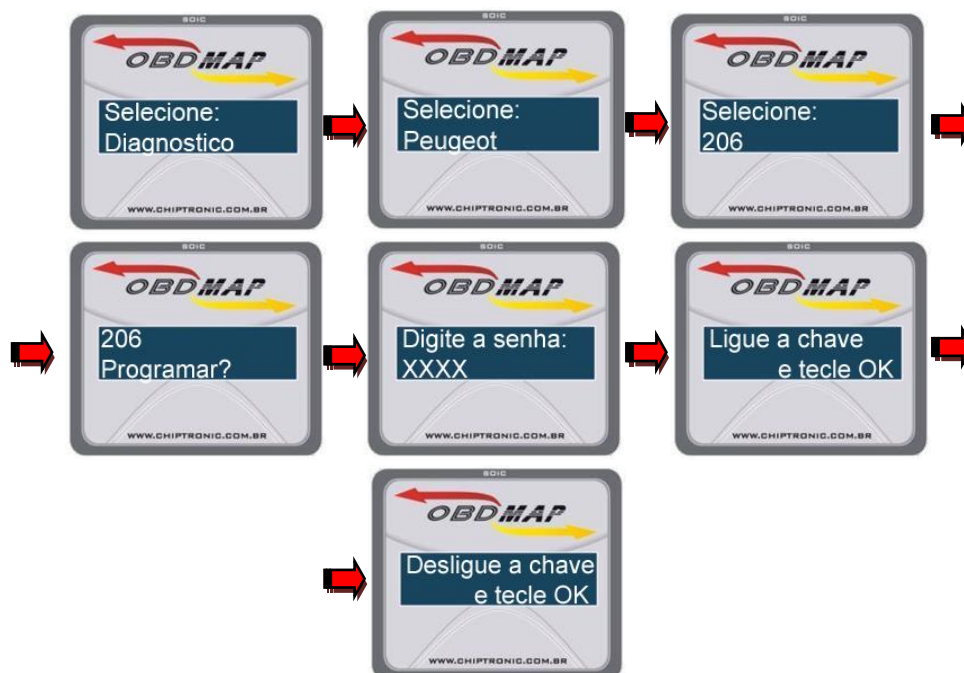 SOIC
OBDMAP
Selecione:
Diagnostico
WWW.CHIPTRONIC.COM.BR
SOIC
OBDMAP
Selecione:
Peugeot
WWW.CHIPTRONIC.COM.BR
SOIC
OBDMAP
Selecione:
206
WWW.CHIPTRONIC.COM.BR
SOIC
OBDMAP
206
Programar?
WWW.CHIPTRONIC.COM.BR
SOIC
OBDMAP
Digite a senha:
XXXX
WWW.CHIPTRONIC.COM.BR
SOIC
OBDMAP
Ligue a chave
e tecle OK
WWW.CHIPTRONIC.COM.BR
SOIC
OBDMAP
Desligue a chave
e tecle OK
WWW.CHIPTRONIC.COM.BR